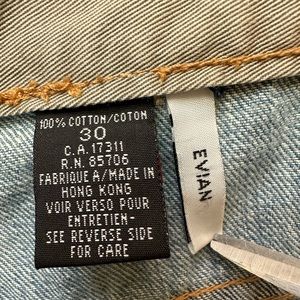 100% COTTON/COTON
30
C.A. 17311
R.N. 85706
FABRIQUE A/MADE IN
HONG KONG
VOIR VERSO POUR
ENTRETIEN-
SEE REVERSE SIDE
FOR CARE
EVIAN